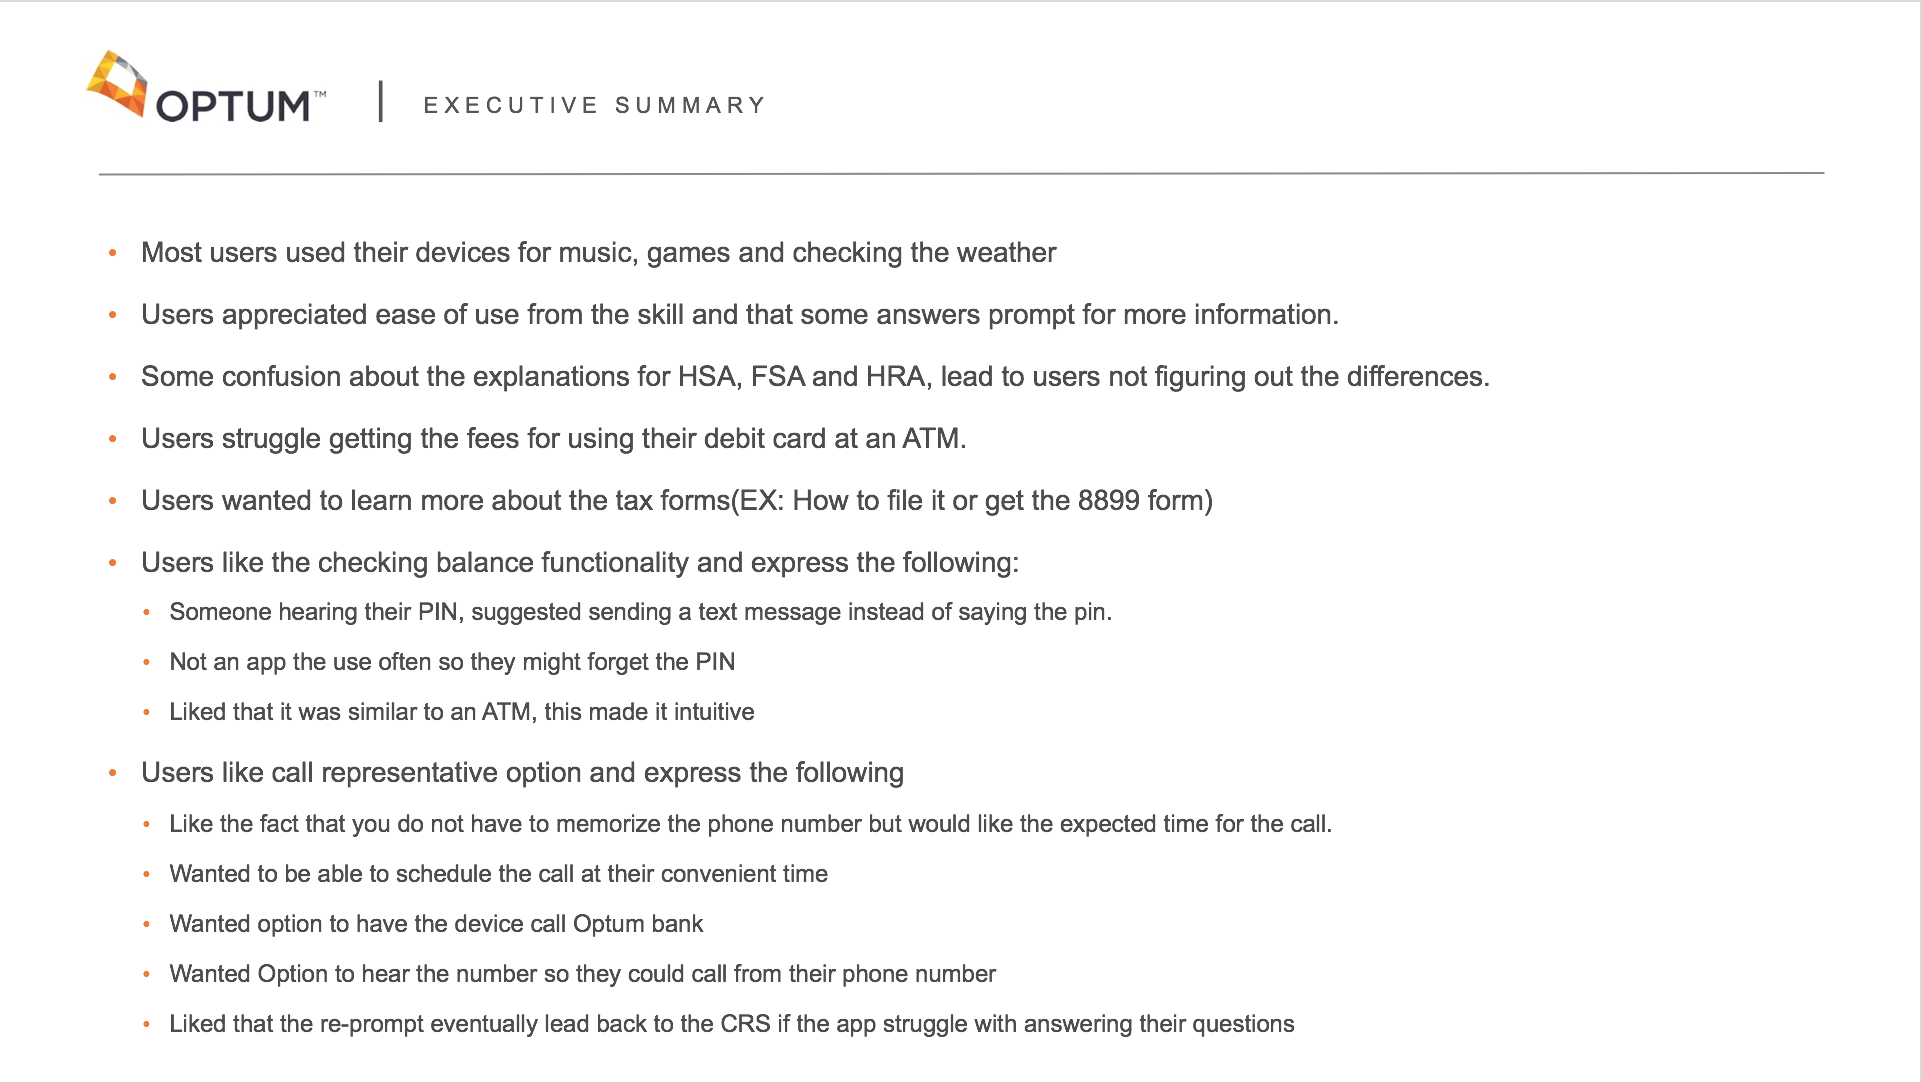 OPTUM™ | EXECUTIVE SUMMARY
• Most users used their devices for music, games and checking the weather
• Users appreciated ease of use from the skill and that some answers prompt for more information.
• Some confusion about the explanations for HSA, FSA and HRA, lead to users not figuring out the differences.
• Users struggle getting the fees for using their debit card at an ATM.
• Users wanted to learn more about the tax forms(EX: How to file it or get the 8899 form)
• Users like the checking balance functionality and express the following:
• Someone hearing their PIN, suggested sending a text message instead of saying the pin.
• Not an app the use often so they might forget the PIN
• Liked that it was similar to an ATM, this made it intuitive
• Users like call representative option and express the following
• Like the fact that you do not have to memorize the phone number but would like the expected time for the call.
• Wanted to be able to schedule the call at their convenient time
• Wanted option to have the device call Optum bank
• Wanted Option to hear the number so they could call from their phone number
• Liked that the re-prompt eventually lead back to the CRS if the app struggle with answering their questions